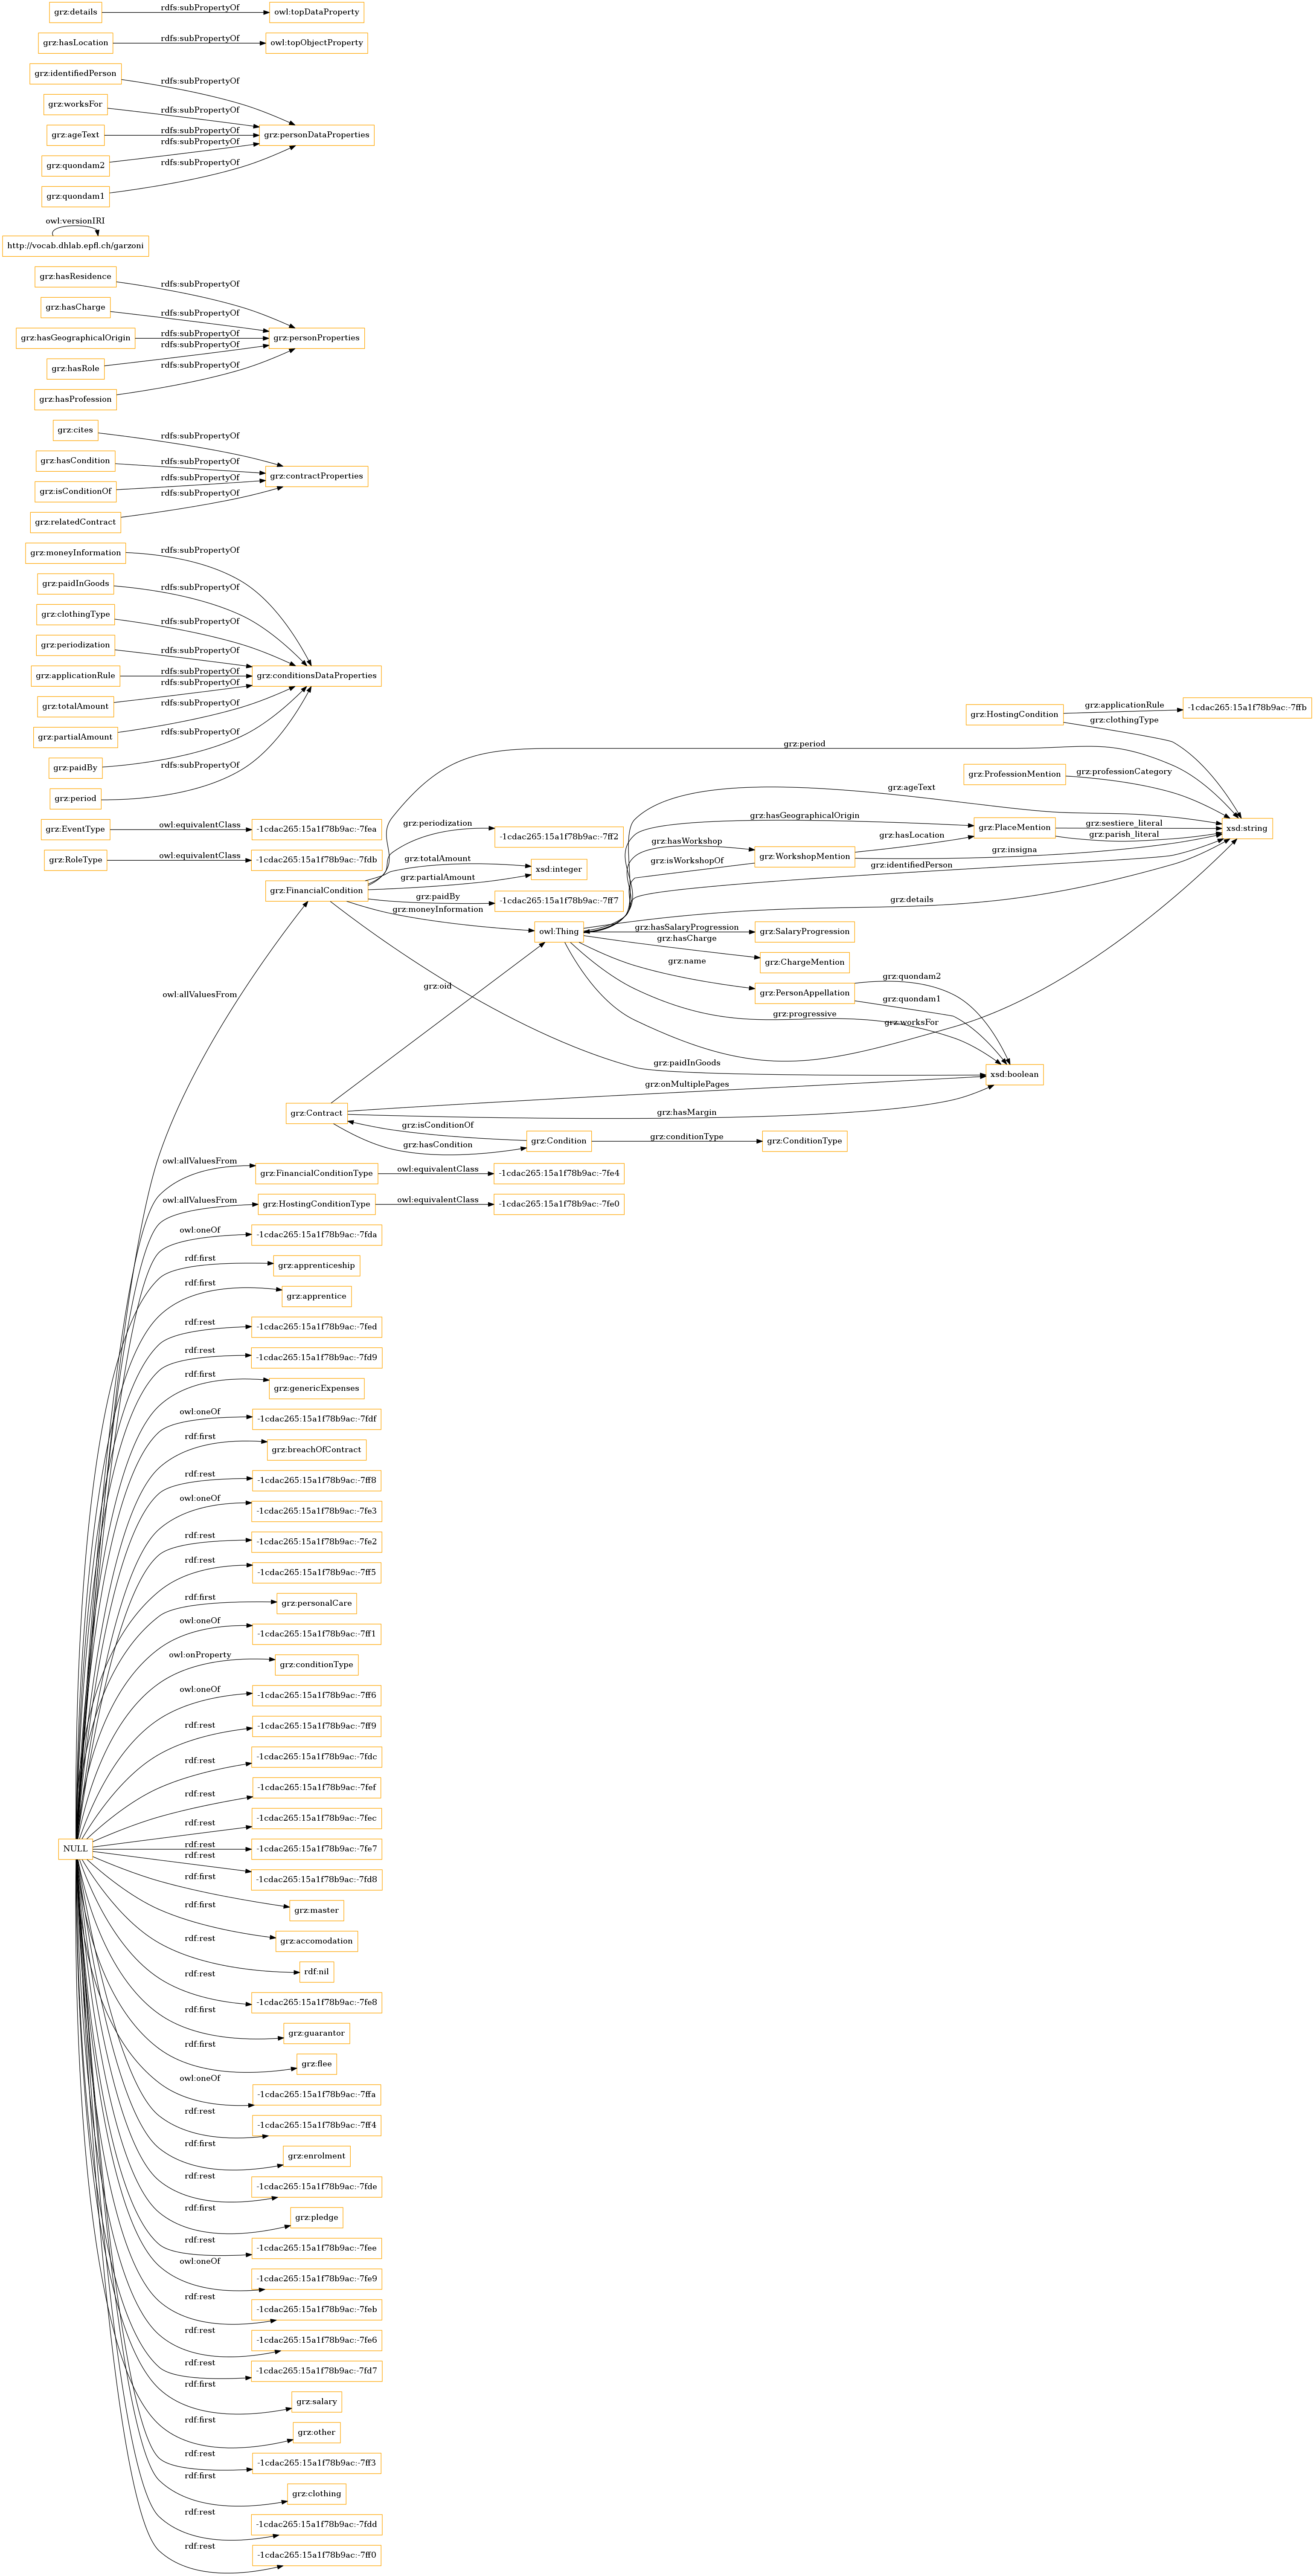 grz:details
rdfs:subPropertyOf
owl:topDataProperty
grz:hasLocation
rdfs:subPropertyOf
owl:topObjectProperty
grz:identifiedPerson
rdfs:subPropertyOf
grz:worksFor
rdfs:subPropertyOf
grz:ageText
rdfs:subPropertyOf
grz:personDataProperties
rdfs:subPropertyOf
grz:quondam2
rdfs:subPropertyOf
grz:quondam1
owl:versionIRI
http://vocab.dhlab.epfl.ch/garzoni
grz:hasResidence
rdfs:subPropertyOf
grz:hasCharge
rdfs:subPropertyOf
grz:hasGeographicalOrigin
rdfs:subPropertyOf
grz:personProperties
rdfs:subPropertyOf
grz:hasRole
rdfs:subPropertyOf
grz:hasProfession
grz:cites
rdfs:subPropertyOf
grz:hasCondition
rdfs:subPropertyOf
grz:contractProperties
rdfs:subPropertyOf
grz:isConditionOf
rdfs:subPropertyOf
grz:relatedContract
grz:moneyInformation
rdfs:subPropertyOf
grz:paidInGoods
rdfs:subPropertyOf
grz:clothingType
rdfs:subPropertyOf
grz:periodization
rdfs:subPropertyOf
grz:applicationRule
rdfs:subPropertyOf
grz:conditionsDataProperties
rdfs:subPropertyOf
grz:totalAmount
rdfs:subPropertyOf
grz:partialAmount
rdfs:subPropertyOf
grz:paidBy
rdfs:subPropertyOf
grz:period
grz:HostingCondition
grz:applicationRule
-1cdac265:15a1f78b9ac:-7ffb
grz:clothingType
grz:period
grz:ProfessionMention
grz:professionCategory
grz:ageText
grz:EventType
owl:equivalentClass
-1cdac265:15a1f78b9ac:-7fea
grz:periodization
-1cdac265:15a1f78b9ac:-7ff2
grz:hasGeographicalOrigin
grz:PlaceMention
grz:sestiere_literal
grz:parish_literal
xsd:string
grz:RoleType
owl:equivalentClass
-1cdac265:15a1f78b9ac:-7fdb
grz:totalAmount
xsd:integer
grz:hasWorkshop
grz:isWorkshopOf
grz:WorkshopMention
grz:hasLocation
grz:insigna
grz:identifiedPerson
grz:FinancialCondition
grz:partialAmount
grz:paidBy
-1cdac265:15a1f78b9ac:-7ff7
grz:moneyInformation
grz:details
owl:Thing
grz:hasSalaryProgression
grz:SalaryProgression
grz:hasCharge
grz:ChargeMention
grz:name
grz:PersonAppellation
grz:quondam2
grz:quondam1
owl:allValuesFrom
grz:oid
grz:progressive
grz:worksFor
grz:paidInGoods
xsd:boolean
grz:Contract
grz:onMultiplePages
grz:hasMargin
grz:isConditionOf
grz:hasCondition
grz:Condition
grz:conditionType
grz:ConditionType
owl:allValuesFrom
grz:FinancialConditionType
owl:equivalentClass
-1cdac265:15a1f78b9ac:-7fe4
owl:allValuesFrom
grz:HostingConditionType
owl:equivalentClass
-1cdac265:15a1f78b9ac:-7fe0
owl:oneOf
-1cdac265:15a1f78b9ac:-7fda
rdf:first
grz:apprenticeship
rdf:first
grz:apprentice
rdf:rest
-1cdac265:15a1f78b9ac:-7fed
rdf:rest
-1cdac265:15a1f78b9ac:-7fd9
rdf:first
grz:genericExpenses
owl:oneOf
-1cdac265:15a1f78b9ac:-7fdf
rdf:first
grz:breachOfContract
rdf:rest
-1cdac265:15a1f78b9ac:-7ff8
owl:oneOf
-1cdac265:15a1f78b9ac:-7fe3
rdf:rest
-1cdac265:15a1f78b9ac:-7fe2
rdf:rest
-1cdac265:15a1f78b9ac:-7ff5
rdf:first
grz:personalCare
owl:oneOf
-1cdac265:15a1f78b9ac:-7ff1
owl:onProperty
grz:conditionType
owl:oneOf
-1cdac265:15a1f78b9ac:-7ff6
rdf:rest
-1cdac265:15a1f78b9ac:-7ff9
rdf:rest
-1cdac265:15a1f78b9ac:-7fdc
rdf:rest
-1cdac265:15a1f78b9ac:-7fef
rdf:rest
-1cdac265:15a1f78b9ac:-7fec
NULL
rdf:rest
-1cdac265:15a1f78b9ac:-7fe7
rdf:rest
-1cdac265:15a1f78b9ac:-7fd8
rdf:first
grz:master
rdf:first
grz:accomodation
rdf:rest
rdf:nil
rdf:rest
-1cdac265:15a1f78b9ac:-7fe8
rdf:first
grz:guarantor
rdf:first
grz:flee
owl:oneOf
-1cdac265:15a1f78b9ac:-7ffa
rdf:rest
-1cdac265:15a1f78b9ac:-7ff4
rdf:first
grz:enrolment
rdf:rest
-1cdac265:15a1f78b9ac:-7fde
rdf:first
grz:pledge
rdf:rest
-1cdac265:15a1f78b9ac:-7fee
owl:oneOf
-1cdac265:15a1f78b9ac:-7fe9
rdf:rest
-1cdac265:15a1f78b9ac:-7feb
rdf:rest
-1cdac265:15a1f78b9ac:-7fe6
rdf:rest
-1cdac265:15a1f78b9ac:-7fd7
rdf:first
grz:salary
rdf:first
grz:other
rdf:rest
-1cdac265:15a1f78b9ac:-7ff3
rdf:first
grz:clothing
rdf:rest
-1cdac265:15a1f78b9ac:-7fdd
rdf:rest
-1cdac265:15a1f78b9ac:-7ff0